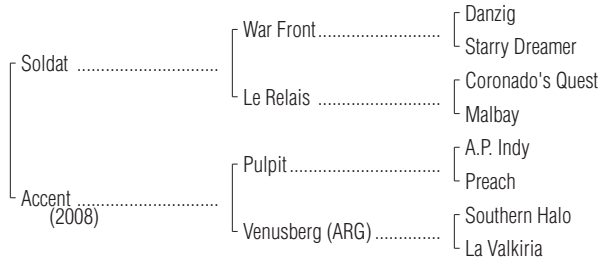 Danzig
War Front..............................
Starry Dreamer
Soldat ...................................
Coronado's Quest
Le Relais ..............................
Malbay
A.P. Indy
Pulpit.....................................
Preach
Accent ...................................
(2008)
Southern Halo
Venusberg (ARG) ................
La Valkiria